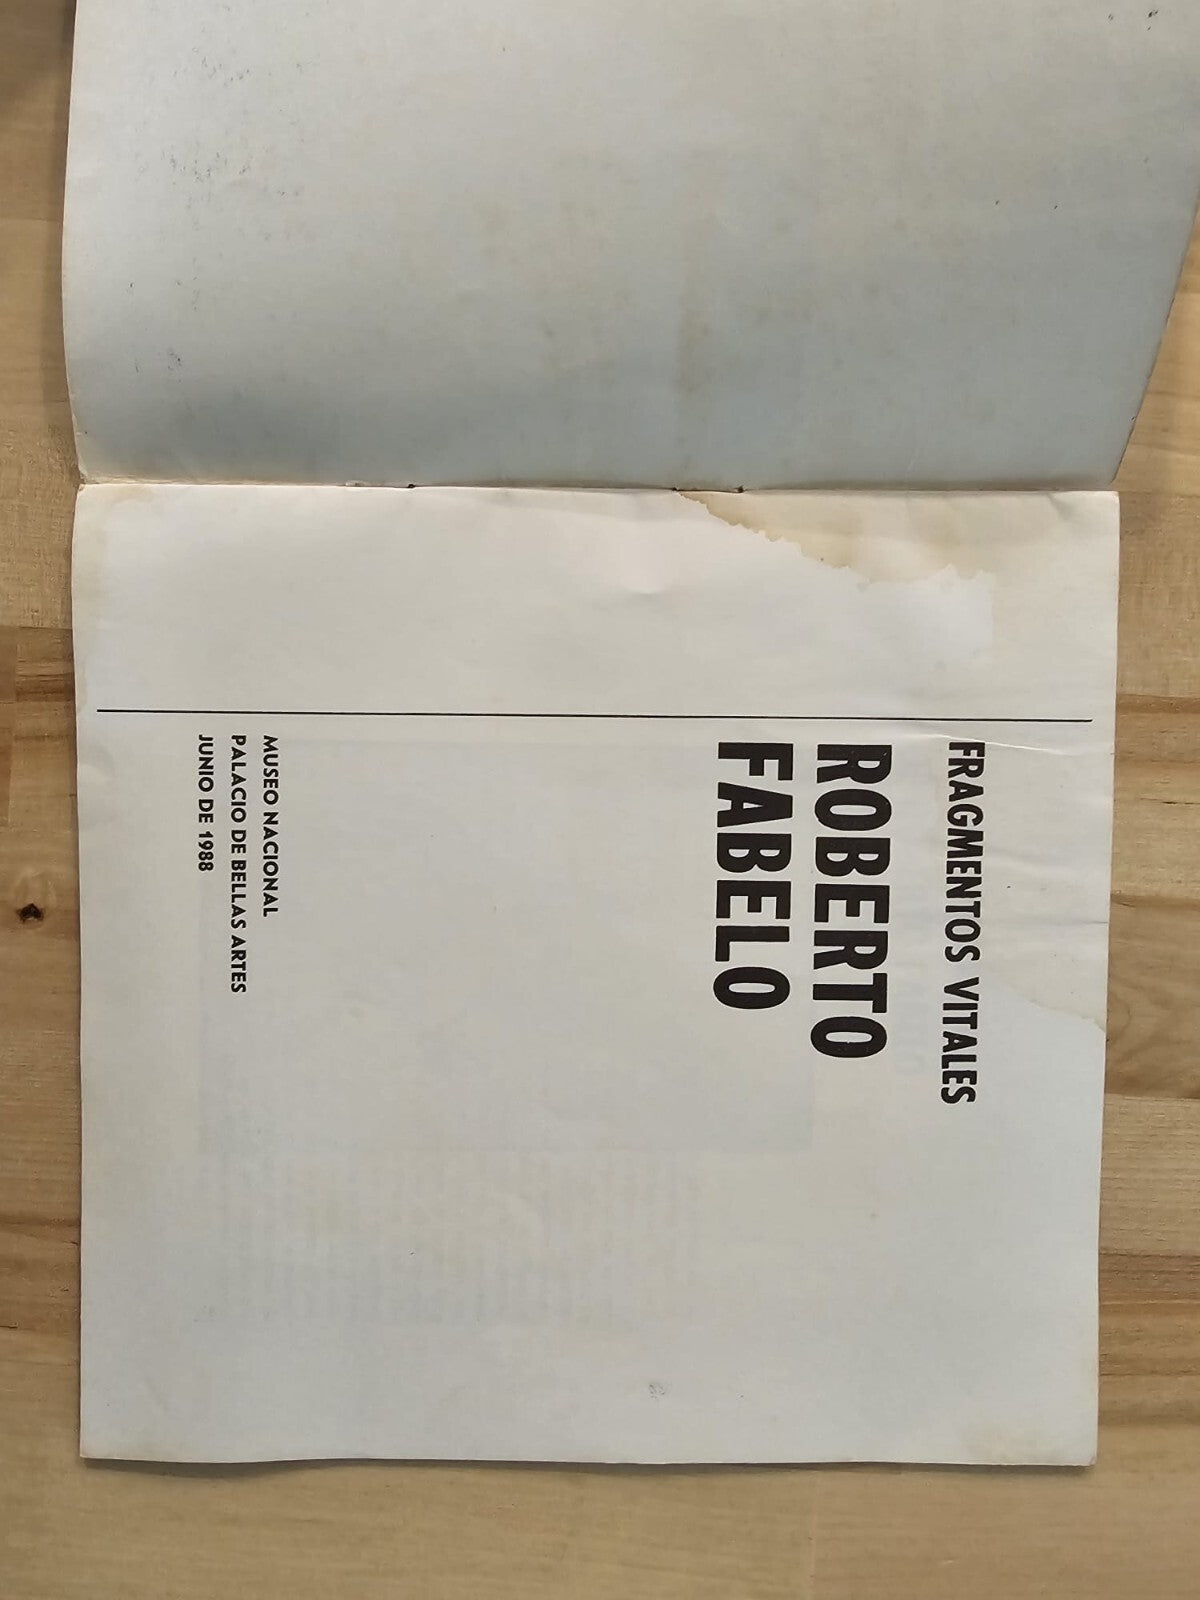 FRAGMENTOS VITALES
ROBERTO
FABELO
MUSEO NACIONAL
PALACIO DE BELLAS ARTES
JUNIO DE 1988